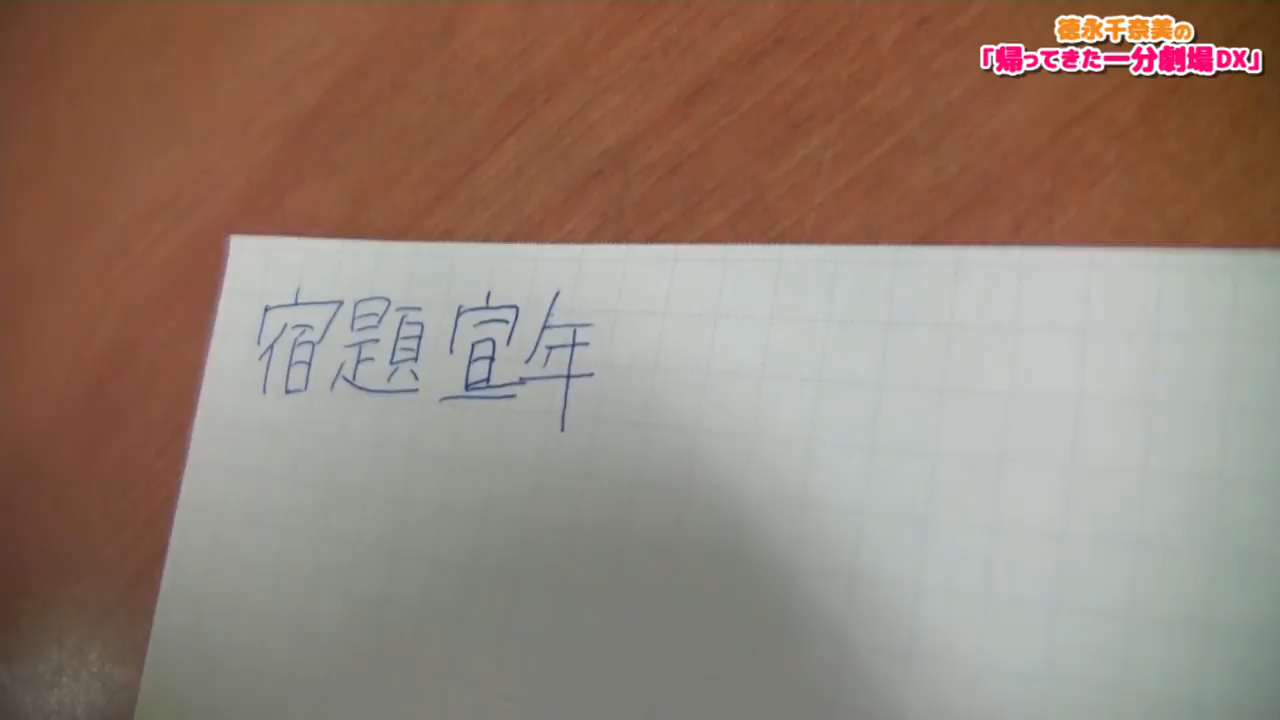 徳永千奈美の
「帰ってきた一分劇場DX」
宿題宣年